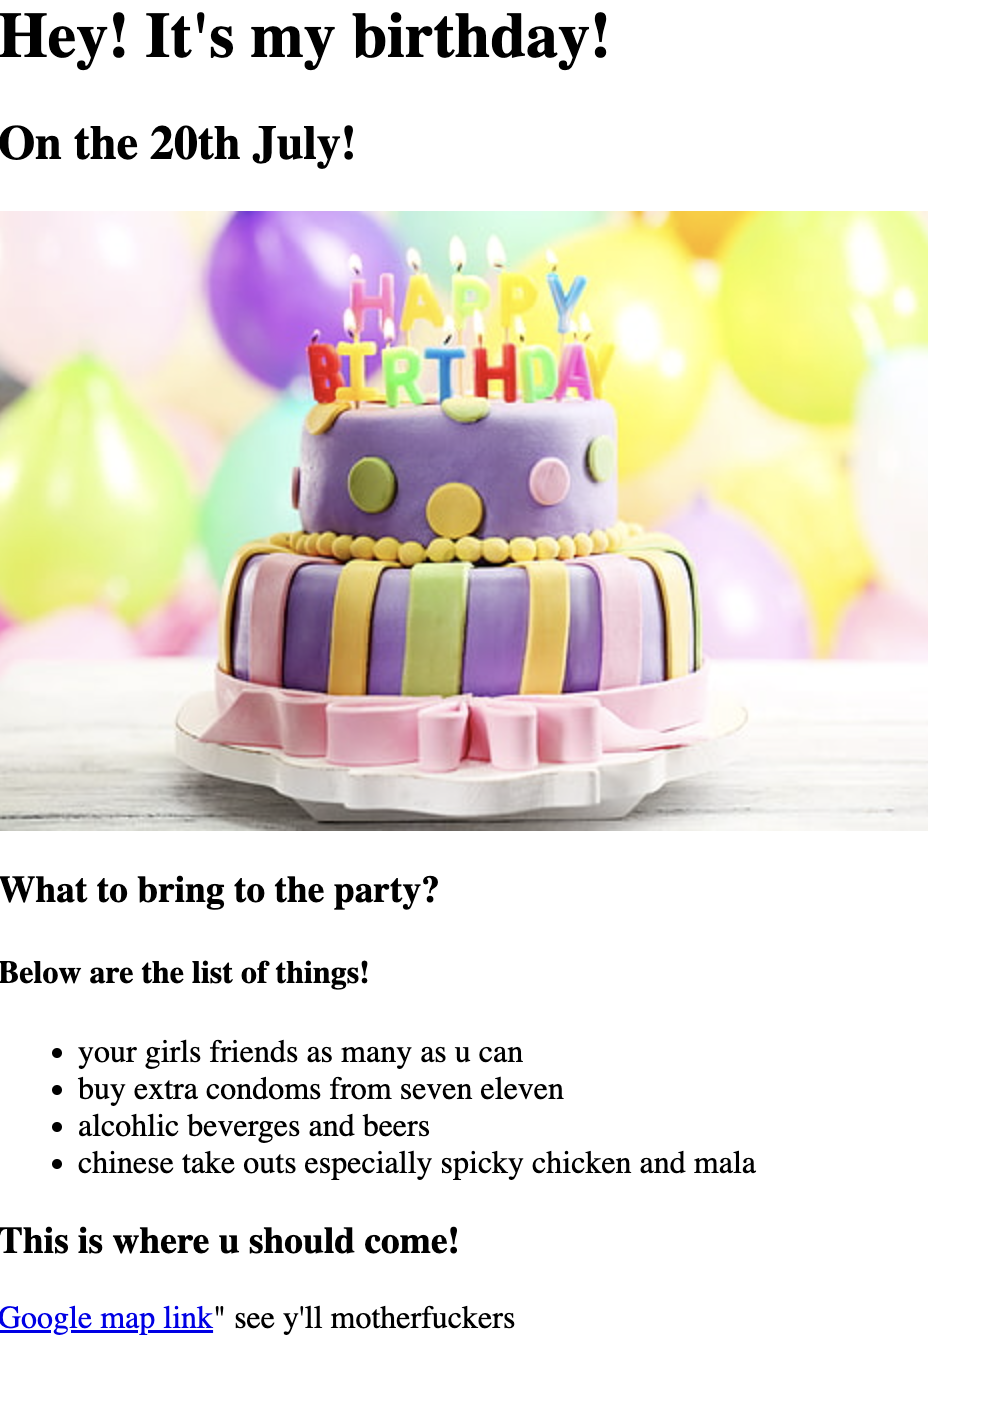 Hey! It's my birthday!
On the 20th July!
HAPPY
BIRTHDAY
What to bring to the party?
Below are the list of things!
• your girls friends as many as u can
• buy extra condoms from seven eleven
• alcohlic beverges and beers
• chinese take outs especially spicky chicken and mala
This is where u should come!
Google map link" see y'll motherfuckers